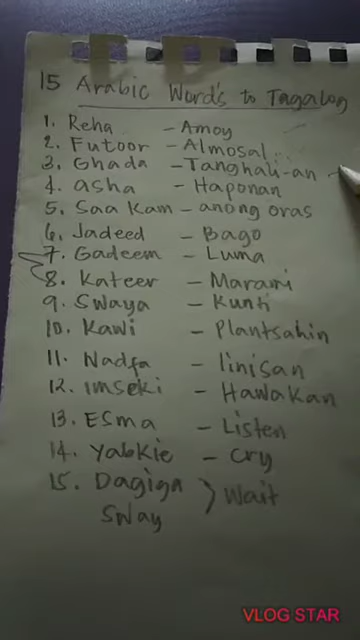 15 Arabic Word's to Tagalog
1. Reha - Amoy
2. Futoor - Almosal
3. Ghada - Tanghali-an
4. asha - Haponan
5. Saa Kam - anong oras
6. Jadeed - Bago
7. Gadeem - Luma
8. Kateer - Marami
9. Swaya - Kunti
10. Kawi - Plantsahin
11. Nadfa - linisan
12. imseki - Hawakan
13. Esma - Listen
14. Yabkie - Cry
15. Dagiga } Wait
Sway
VLOG STAR